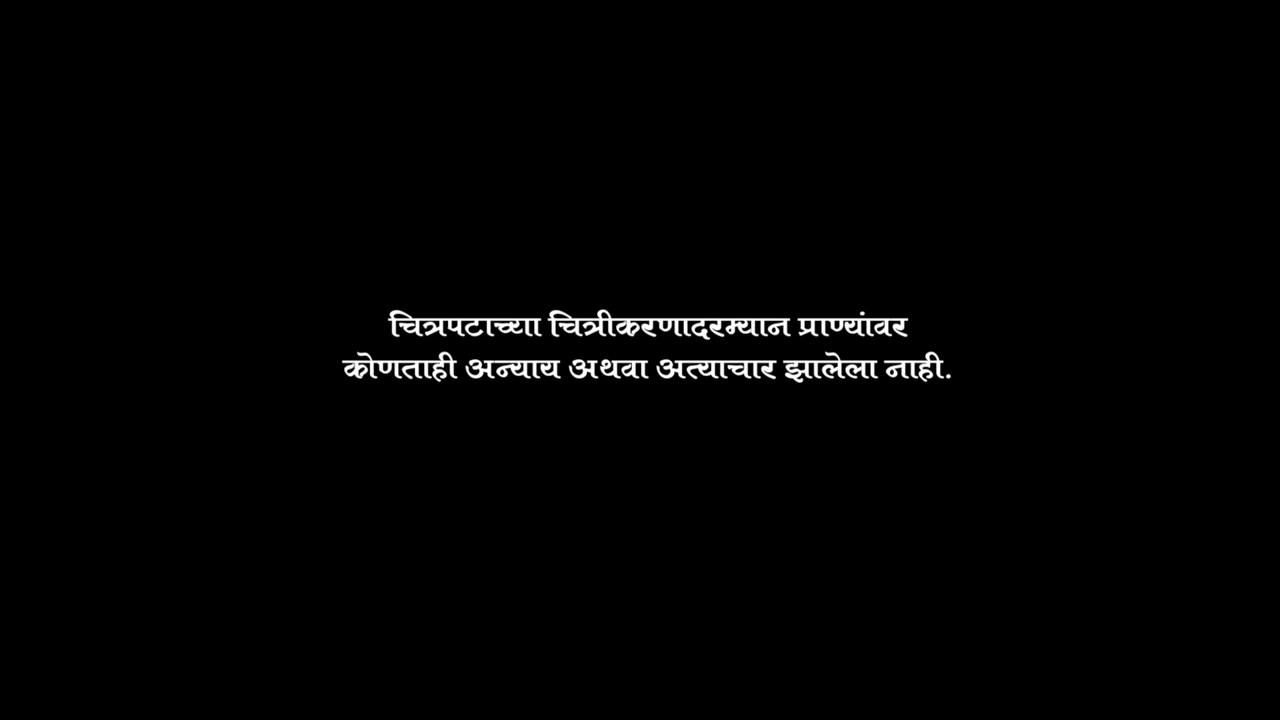 चित्रपटाच्या चित्रीकरणादरम्यान प्राण्यांवर
कोणताही अन्याय अथवा अत्याचार झालेला नाही.